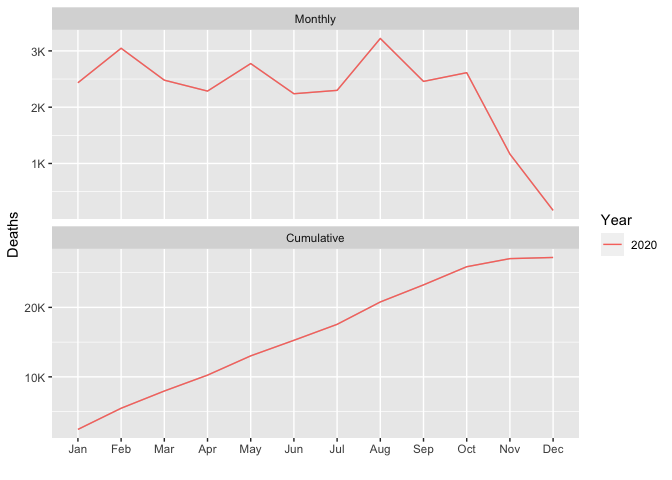 Monthly
3K
2K
1K
Deaths
Cumulative
20K
10K
Jan Feb Mar Apr May Jun Jul Aug Sep Oct Nov Dec
Year
2020